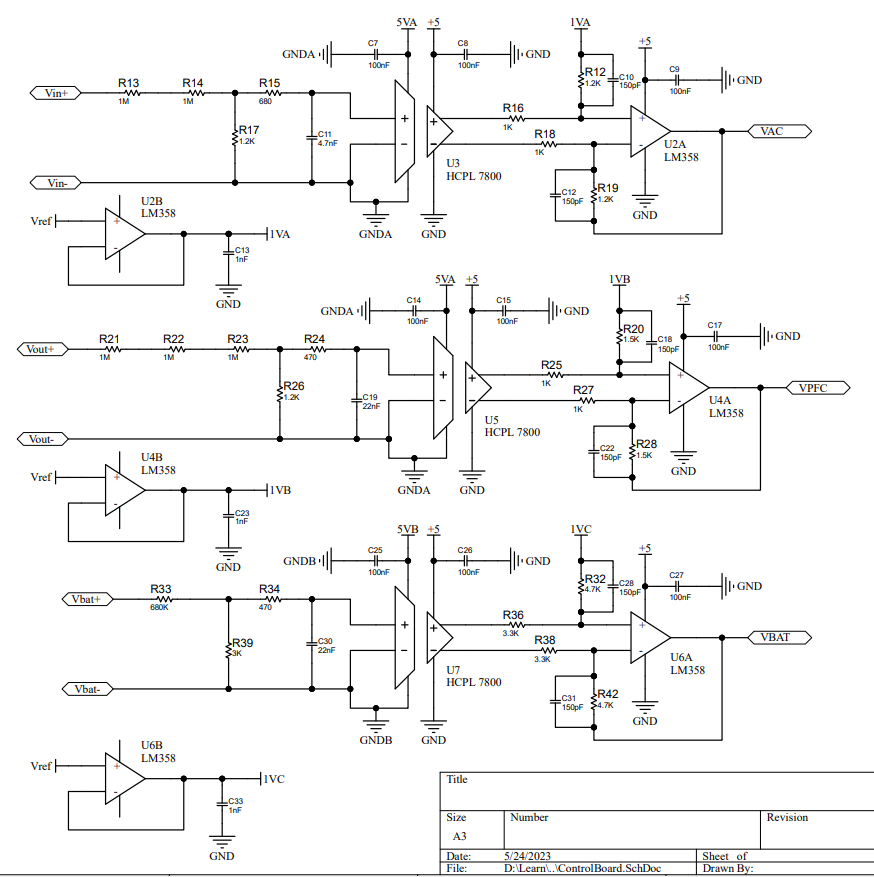 5VA +5 1VA
C7 C8 +5
GNDA 100nF 100nF GND R12 C10 C9
1.2K 150pF 100nF GND
Vin+ R13 R14 R15
1M 1M 680
R16
1K
+ + +
R17 C11 R18 VAC
1.2K 4.7nF 1K
- - -
U3 U2A
HCPL 7800 LM358
Vin- C12 R19
150pF 1.2K
U2B GND
LM358
Vref + GNDA GND
1VA
- C13
1nF
GND
5VA +5 1VB
C14 C15 +5
GNDA 100nF 100nF GND R20 C18 C17
1.5K 150pF 100nF GND
Vout+ R21 R22 R23 R24
1M 1M 1M 470
R25
1K
+ + +
R26 C19 R27 VPFC
1.2K 22nF 1K
- - -
U5 U4A
HCPL 7800 LM358
Vout- C22 R28
150pF 1.5K
U4B GND
LM358
Vref + GNDA GND
1VB
- C23
1nF
GND
5VB +5 1VC
C25 C26 +5
GNDB 100nF 100nF GND R32 C28 C27
4.7K 150pF 100nF GND
Vbat+ R33 R34
680K 470
R36
3.3K
+ + +
R39 C30 R38 VBAT
3K 22nF 3.3K
- - -
U7 U6A
HCPL 7800 LM358
Vbat- C31 R42
150pF 4.7K
GND
GNDB GND
U6B
LM358
Vref + 1VC
- C33
1nF
GND
Title
Size Number Revision
A3
Date: 5/24/2023 Sheet of
File: D:\Learn\..\ControlBoard.SchDoc Drawn By: